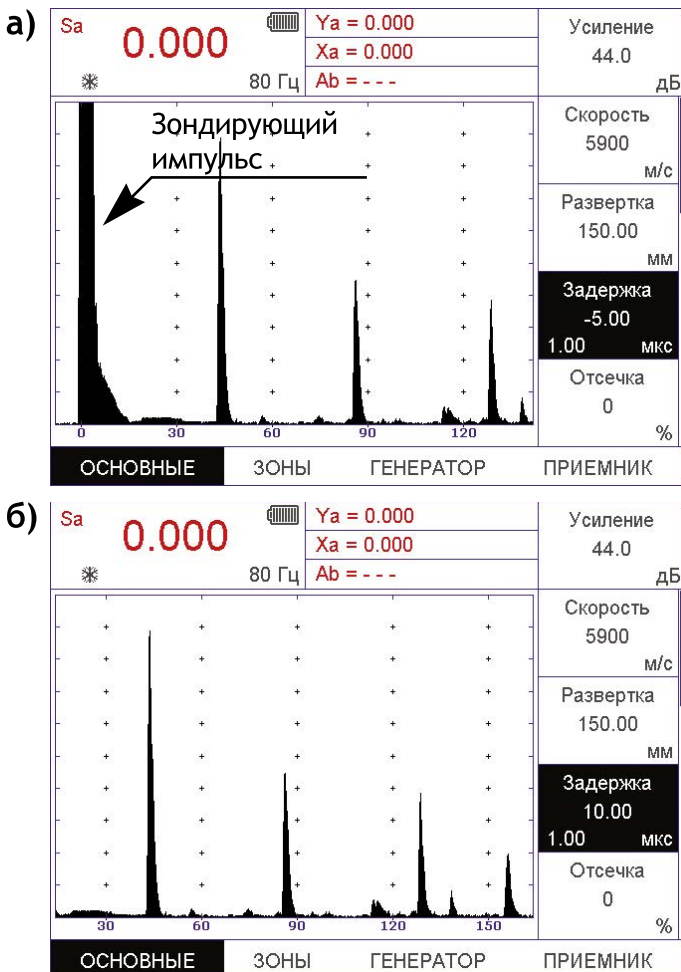 а)
Sa
0.000
80 Гц
Ya = 0.000
Xa = 0.000
Ab = - - -
Усиление
44.0
дБ
Зондирующий
импульс
0 30 60 90 120
Скорость
5900
м/с
Развертка
150.00
мм
Задержка
-5.00
1.00 мкс
Отсечка
0
%
ОСНОВНЫЕ ЗОНЫ ГЕНЕРАТОР ПРИЕМНИК
б)
Sa
0.000
80 Гц
Ya = 0.000
Xa = 0.000
Ab = - - -
Усиление
44.0
дБ
30 60 90 120 150
Скорость
5900
м/с
Развертка
150.00
мм
Задержка
10.00
1.00 мкс
Отсечка
0
%
ОСНОВНЫЕ ЗОНЫ ГЕНЕРАТОР ПРИЕМНИК